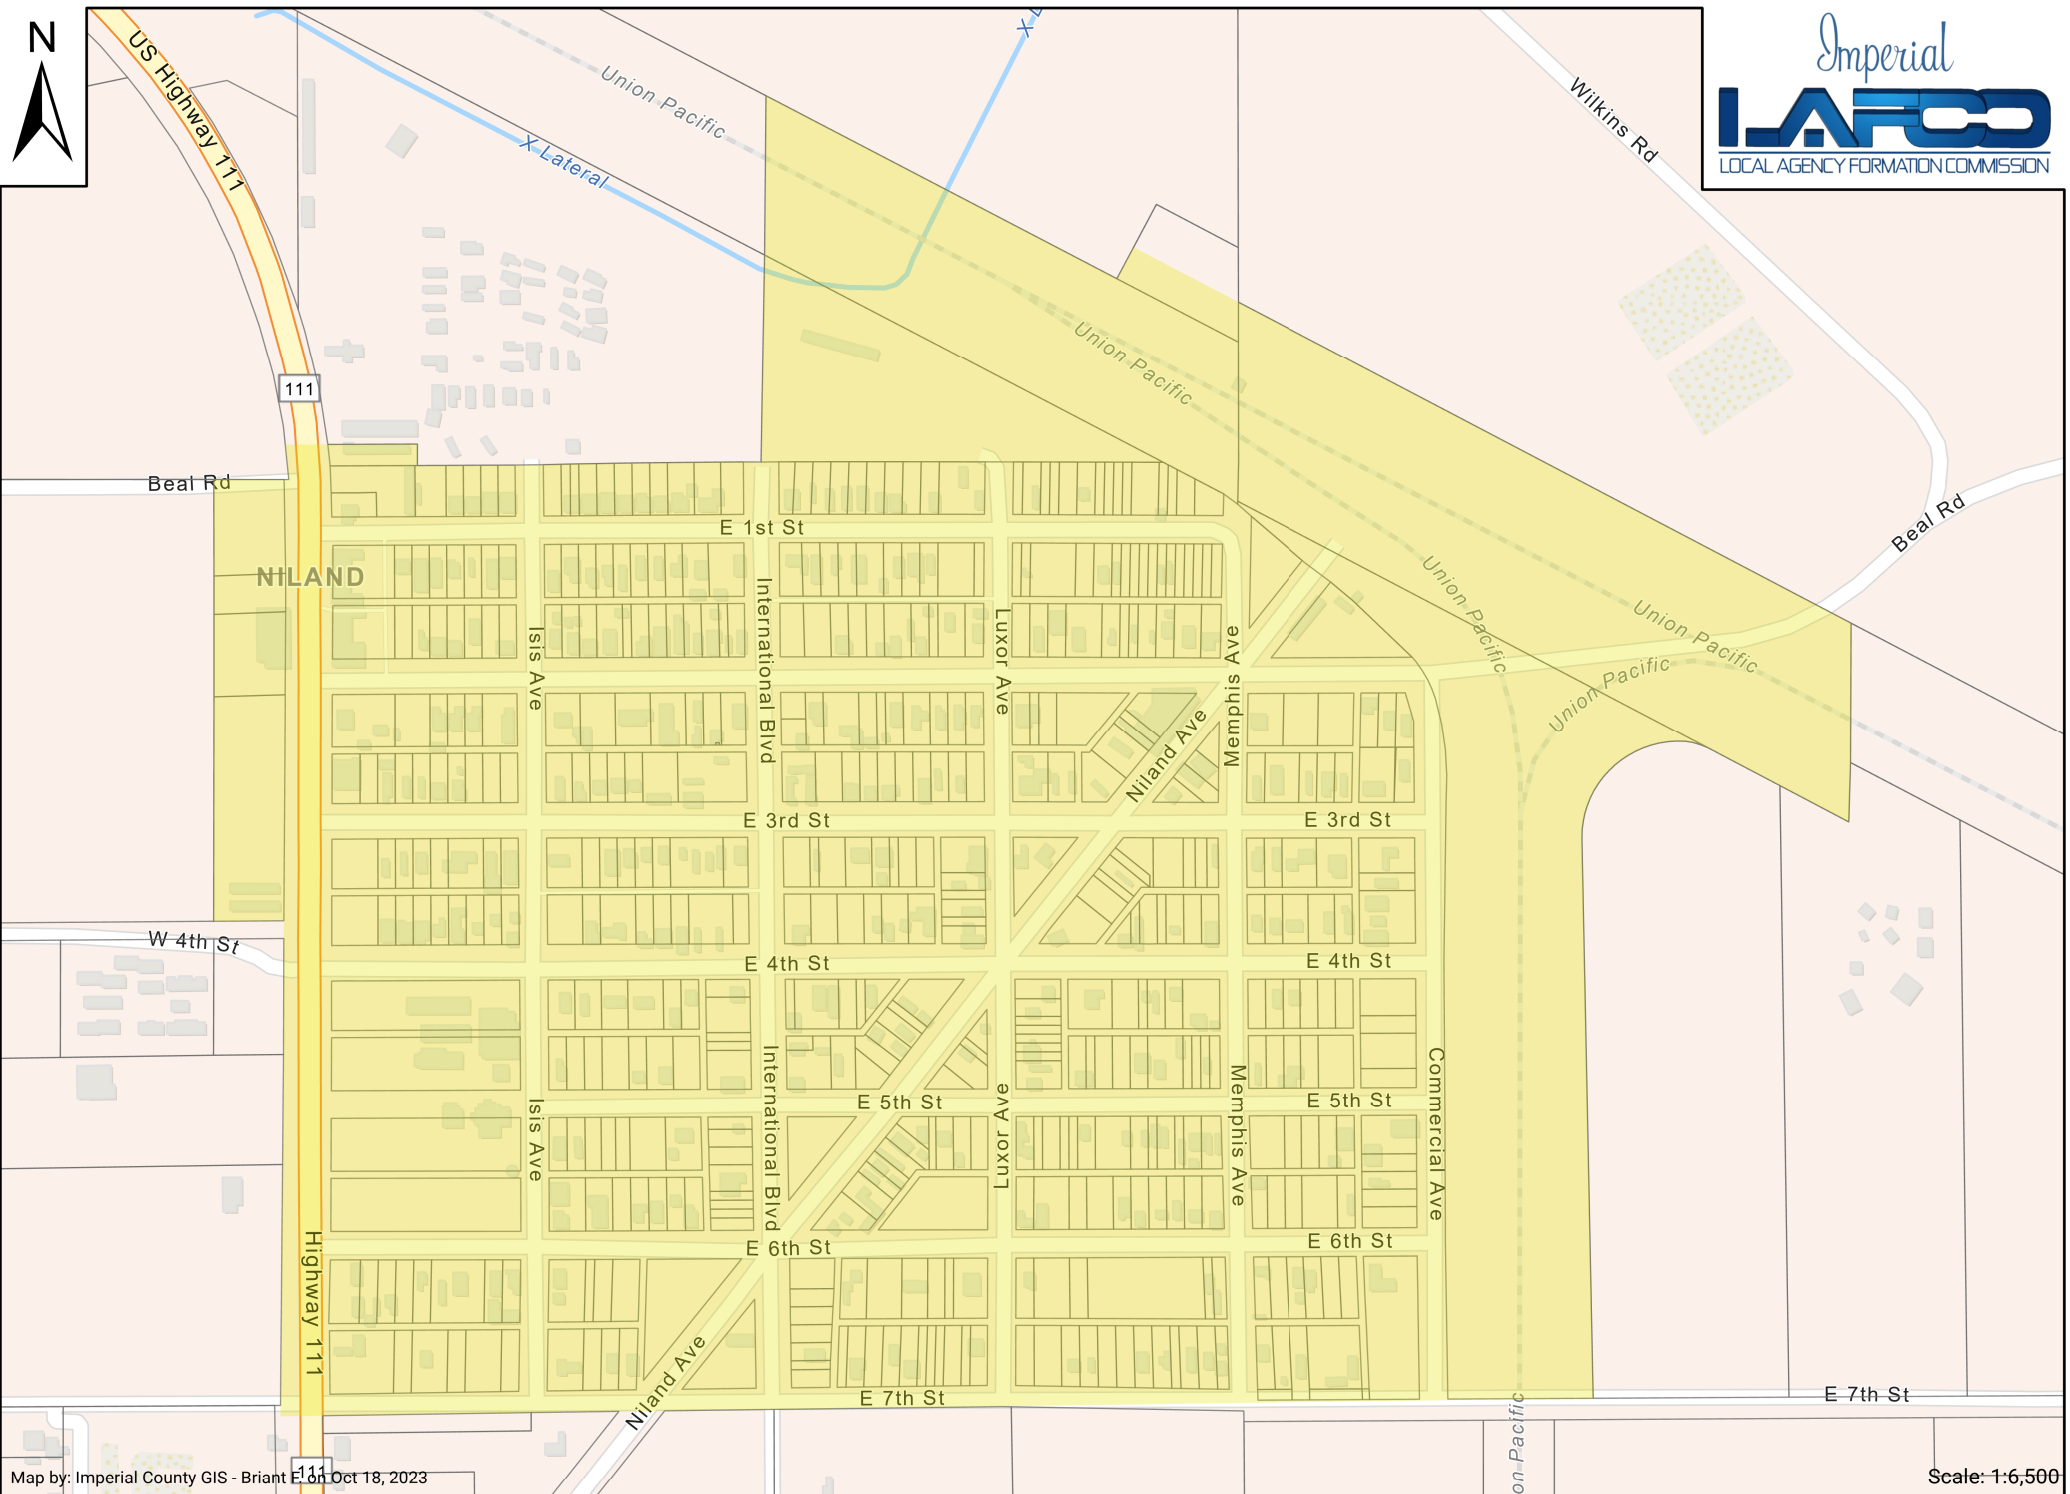 N
US Highway 111
X L
Union Pacific
X Lateral
Wilkins Rd
Imperial
LAFCO
LOCAL AGENCY FORMATION COMMISSION
Union Pacific
111
Beal Rd
Beal Rd
E 1st St
NILAND
Union Pacific
Union Pacific
Union Pacific
Isis Ave
International Blvd
Luxor Ave
Memphis Ave
Niland Ave
E 3rd St
E 3rd St
W 4th St
E 4th St
E 4th St
Isis Ave
International Blvd
E 5th St
Luxor Ave
Memphis Ave
E 5th St
Commercial Ave
Highway 111
E 6th St
E 6th St
Niland Ave
E 7th St
E 7th St
on Pacific
111
Map by: Imperial County GIS - Briant F. on Oct 18, 2023
Scale: 1:6,500